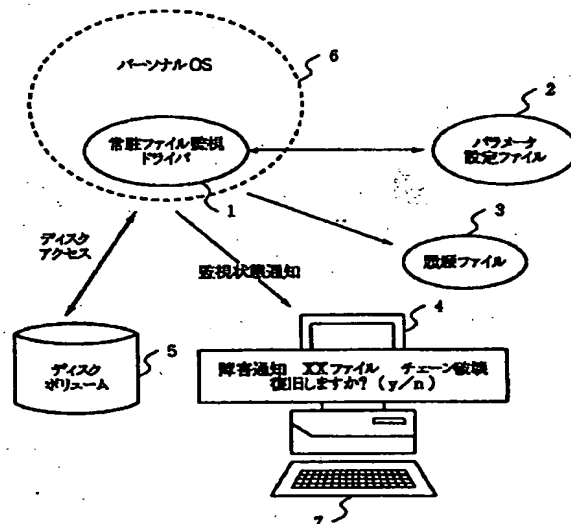 パーソナルOS
6
常駐ファイル監視
ドライバ
1
2
パラメータ
設定ファイル
3
履歴ファイル
ディスク
アクセス
監視状態通知
4
ディスク
ボリューム
5
障害通知 XXファイル チェーン破壊
復旧しますか?(y/n)
7